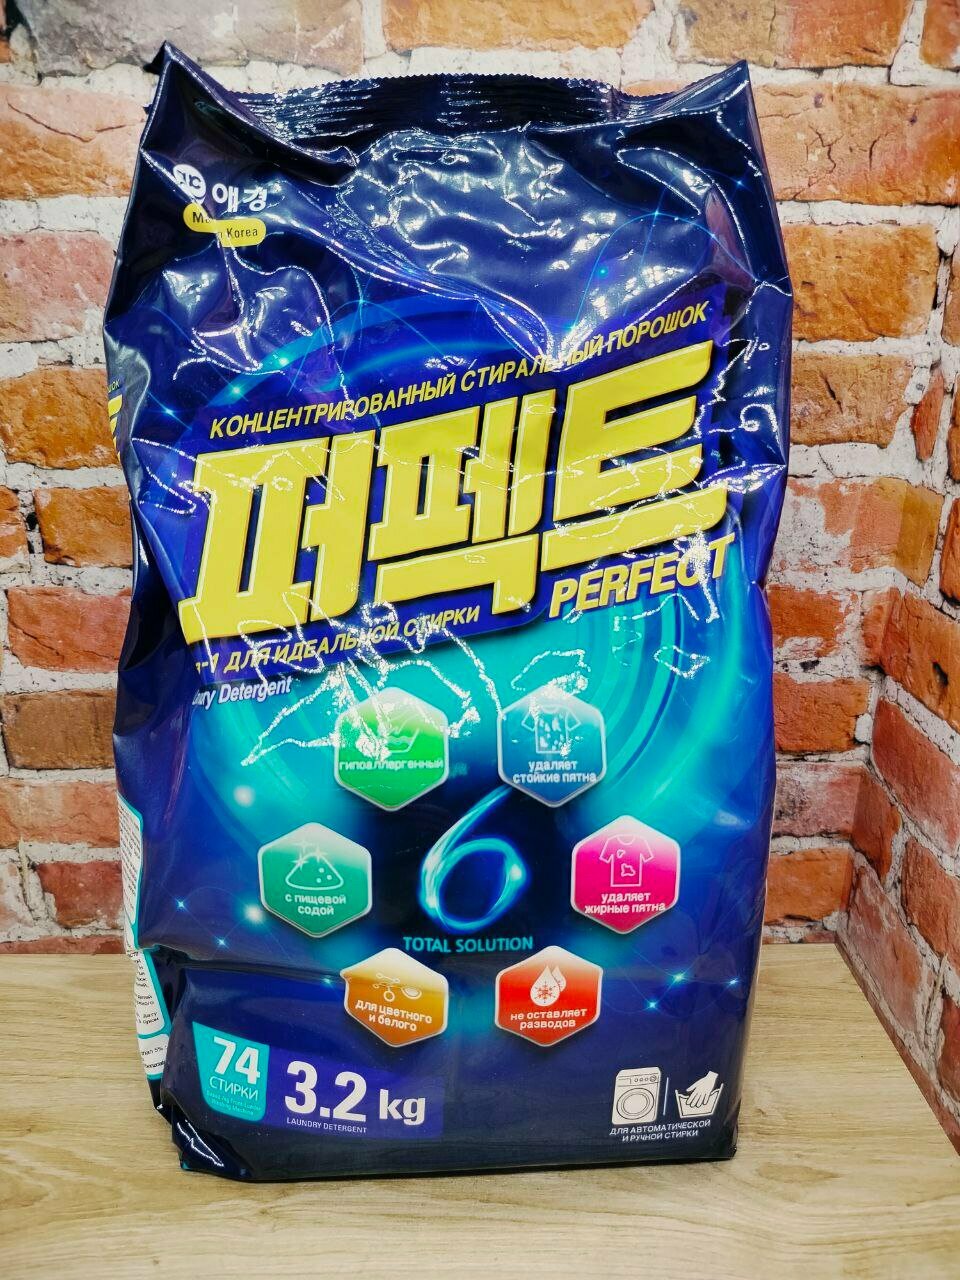 애경
Korea
КОНЦЕНТРИРОВАННЫЙ СТИРАЛЬНЫЙ ПОРОШОК
퍼펙트
PERFECT
ДЛЯ ИДЕАЛЬНОЙ СТИРКИ
Detergent
гипоаллергенный
удаляет
стойкие пятна
с пищевой
содой
удаляет
жирные пятна
6
TOTAL SOLUTION
для цветного
и белого
не оставляет
разводов
74
СТИРКИ
3.2 kg
LAUNDRY DETERGENT
ДЛЯ АВТОМАТИЧЕСКОЙ
И РУЧНОЙ СТИРКИ